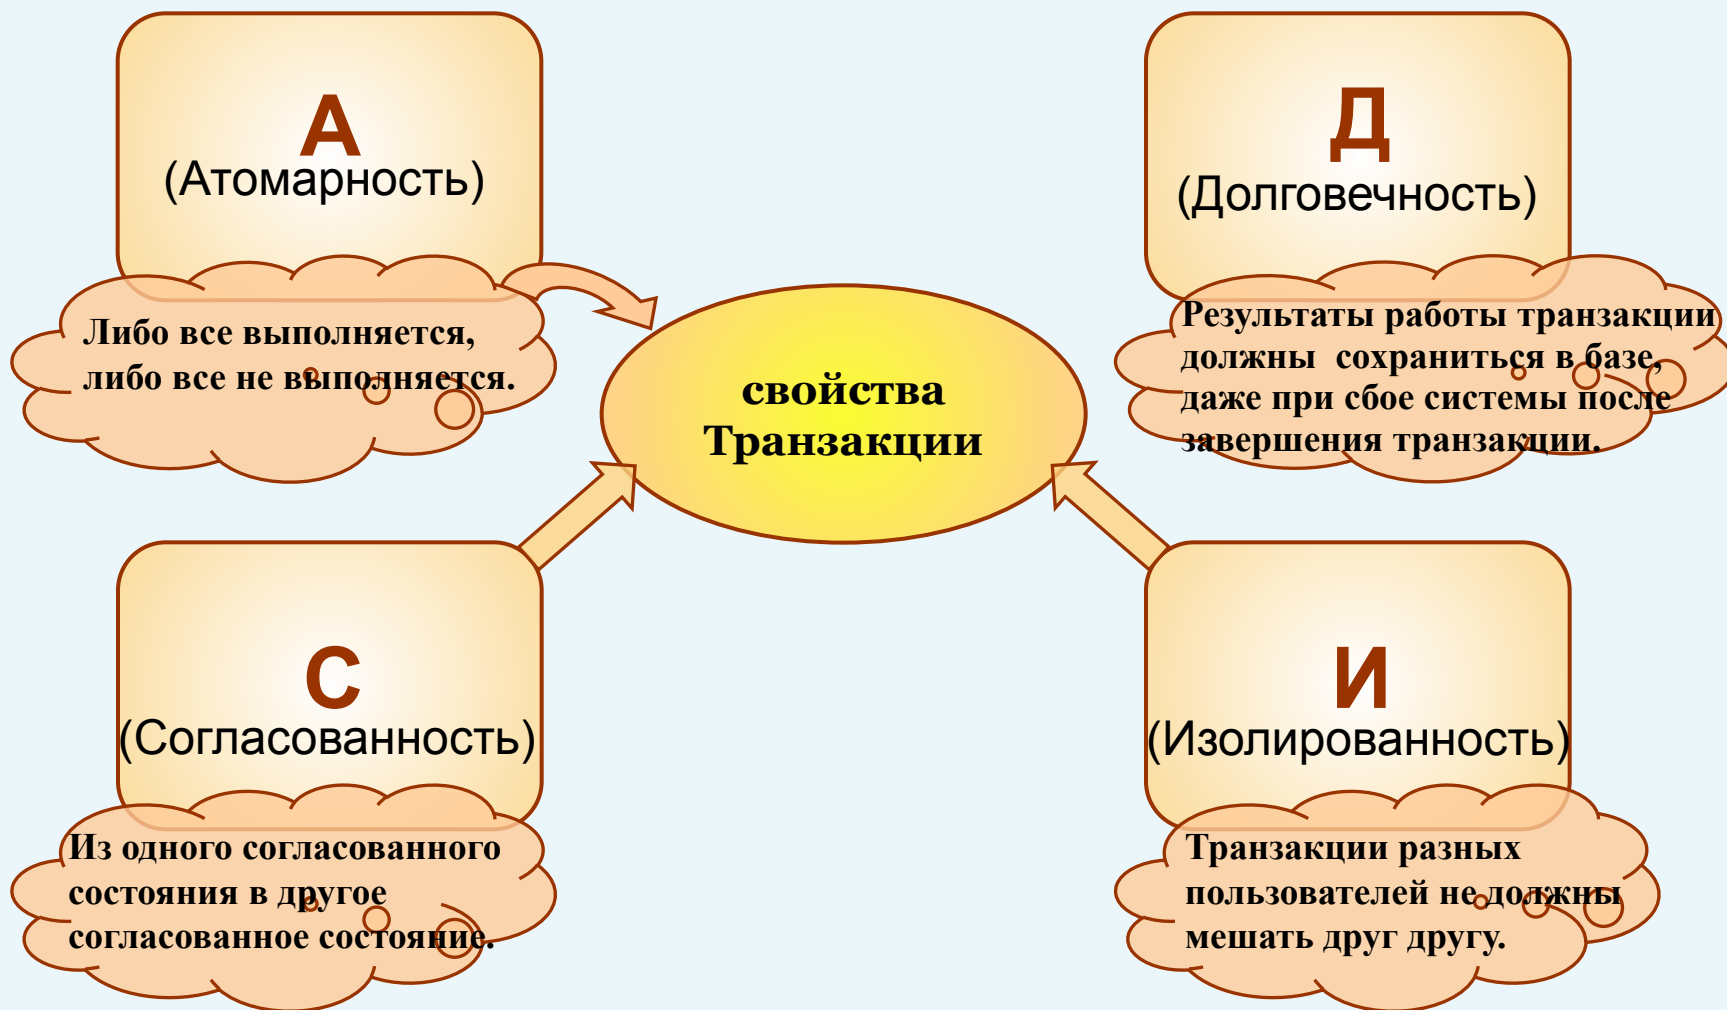 А
(Атомарность)
Либо все выполняется,
либо все не выполняется.
Д
(Долговечность)
Результаты работы транзакции
должны сохраниться в базе,
даже при сбое системы после
завершения транзакции.
свойства
Транзакции
С
(Согласованность)
Из одного согласованного
состояния в другое
согласованное состояние.
И
(Изолированность)
Транзакции разных
пользователей не должны
мешать друг другу.